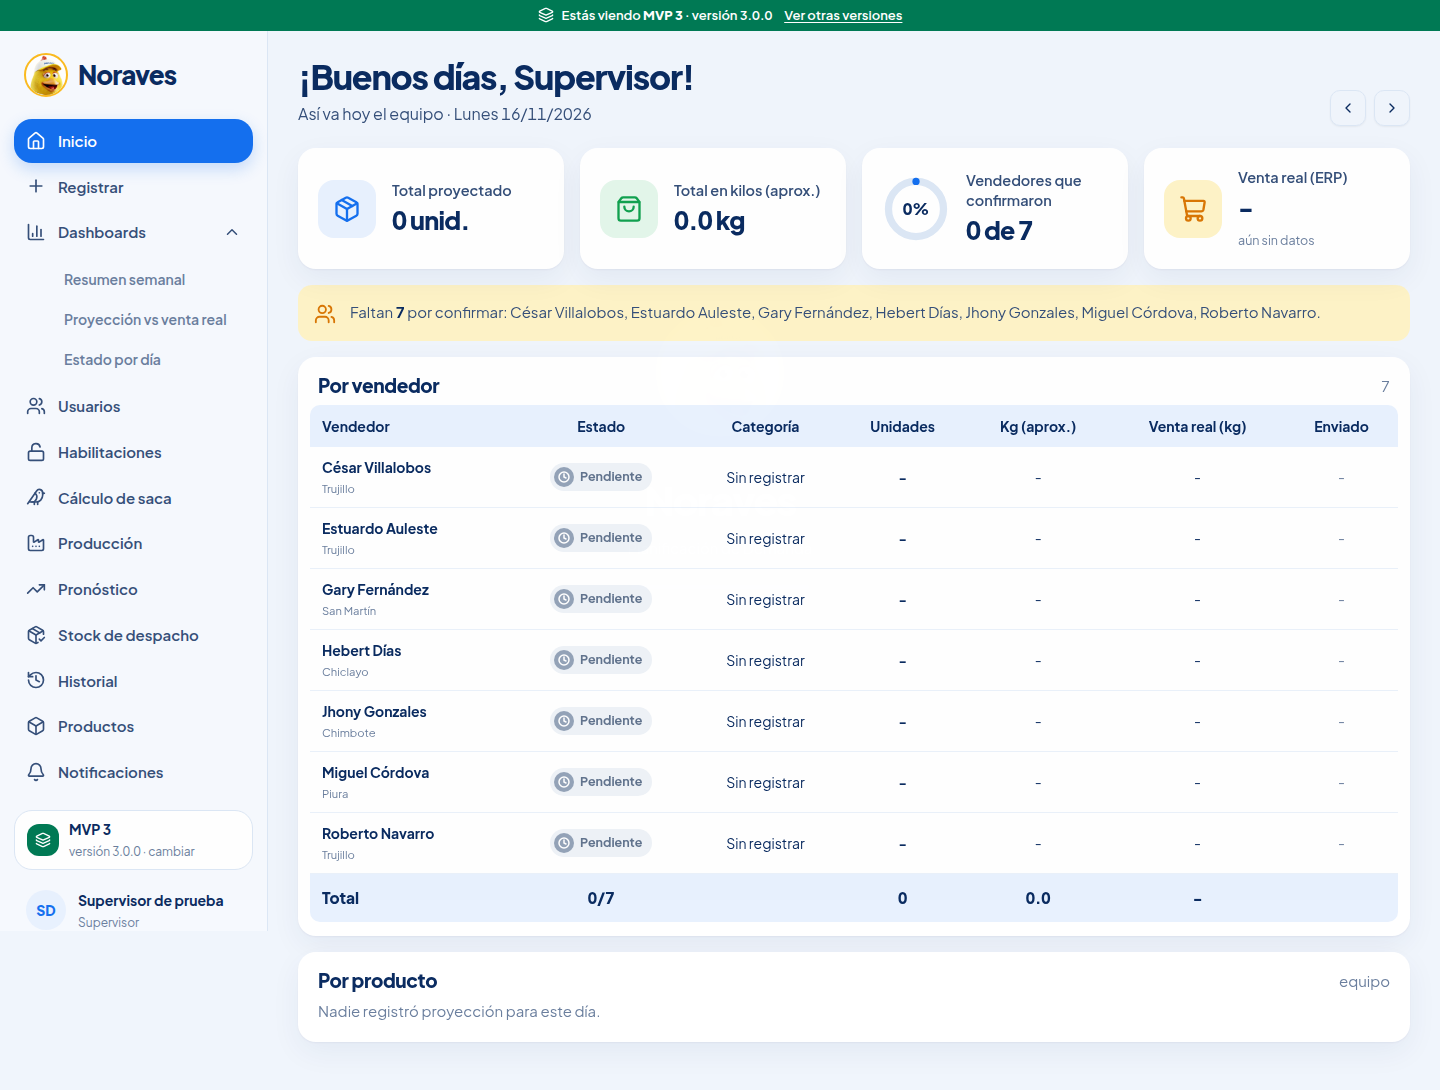 Estás viendo MVP 3 · versión 3.0.0 Ver otras versiones
Noraves
Inicio
Registrar
Dashboards
Resumen semanal
Proyección vs venta real
Estado por día
Usuarios
Habilitaciones
Cálculo de saca
Producción
Pronóstico
Stock de despacho
Historial
Productos
Notificaciones
MVP 3
versión 3.0.0 · cambiar
SD
Supervisor de prueba
Supervisor
¡Buenos días, Supervisor!
Así va hoy el equipo · Lunes 16/11/2026
Total proyectado
0 unid.
Total en kilos (aprox.)
0.0 kg
0%
Vendedores que
confirmaron
0 de 7
Venta real (ERP)
-
aún sin datos
Faltan 7 por confirmar: César Villalobos, Estuardo Auleste, Gary Fernández, Hebert Días, Jhony Gonzales, Miguel Córdova, Roberto Navarro.
Por vendedor 7
Vendedor Estado Categoría Unidades Kg (aprox.) Venta real (kg) Enviado
César Villalobos Pendiente Sin registrar - - - -
Trujillo
Estuardo Auleste Pendiente Sin registrar - - - -
Trujillo
Gary Fernández Pendiente Sin registrar - - - -
San Martín
Hebert Días Pendiente Sin registrar - - - -
Chiclayo
Jhony Gonzales Pendiente Sin registrar - - - -
Chimbote
Miguel Córdova Pendiente Sin registrar - - - -
Piura
Roberto Navarro Pendiente Sin registrar - - - -
Trujillo
Total 0/7 0 0.0 -
Por producto equipo
Nadie registró proyección para este día.